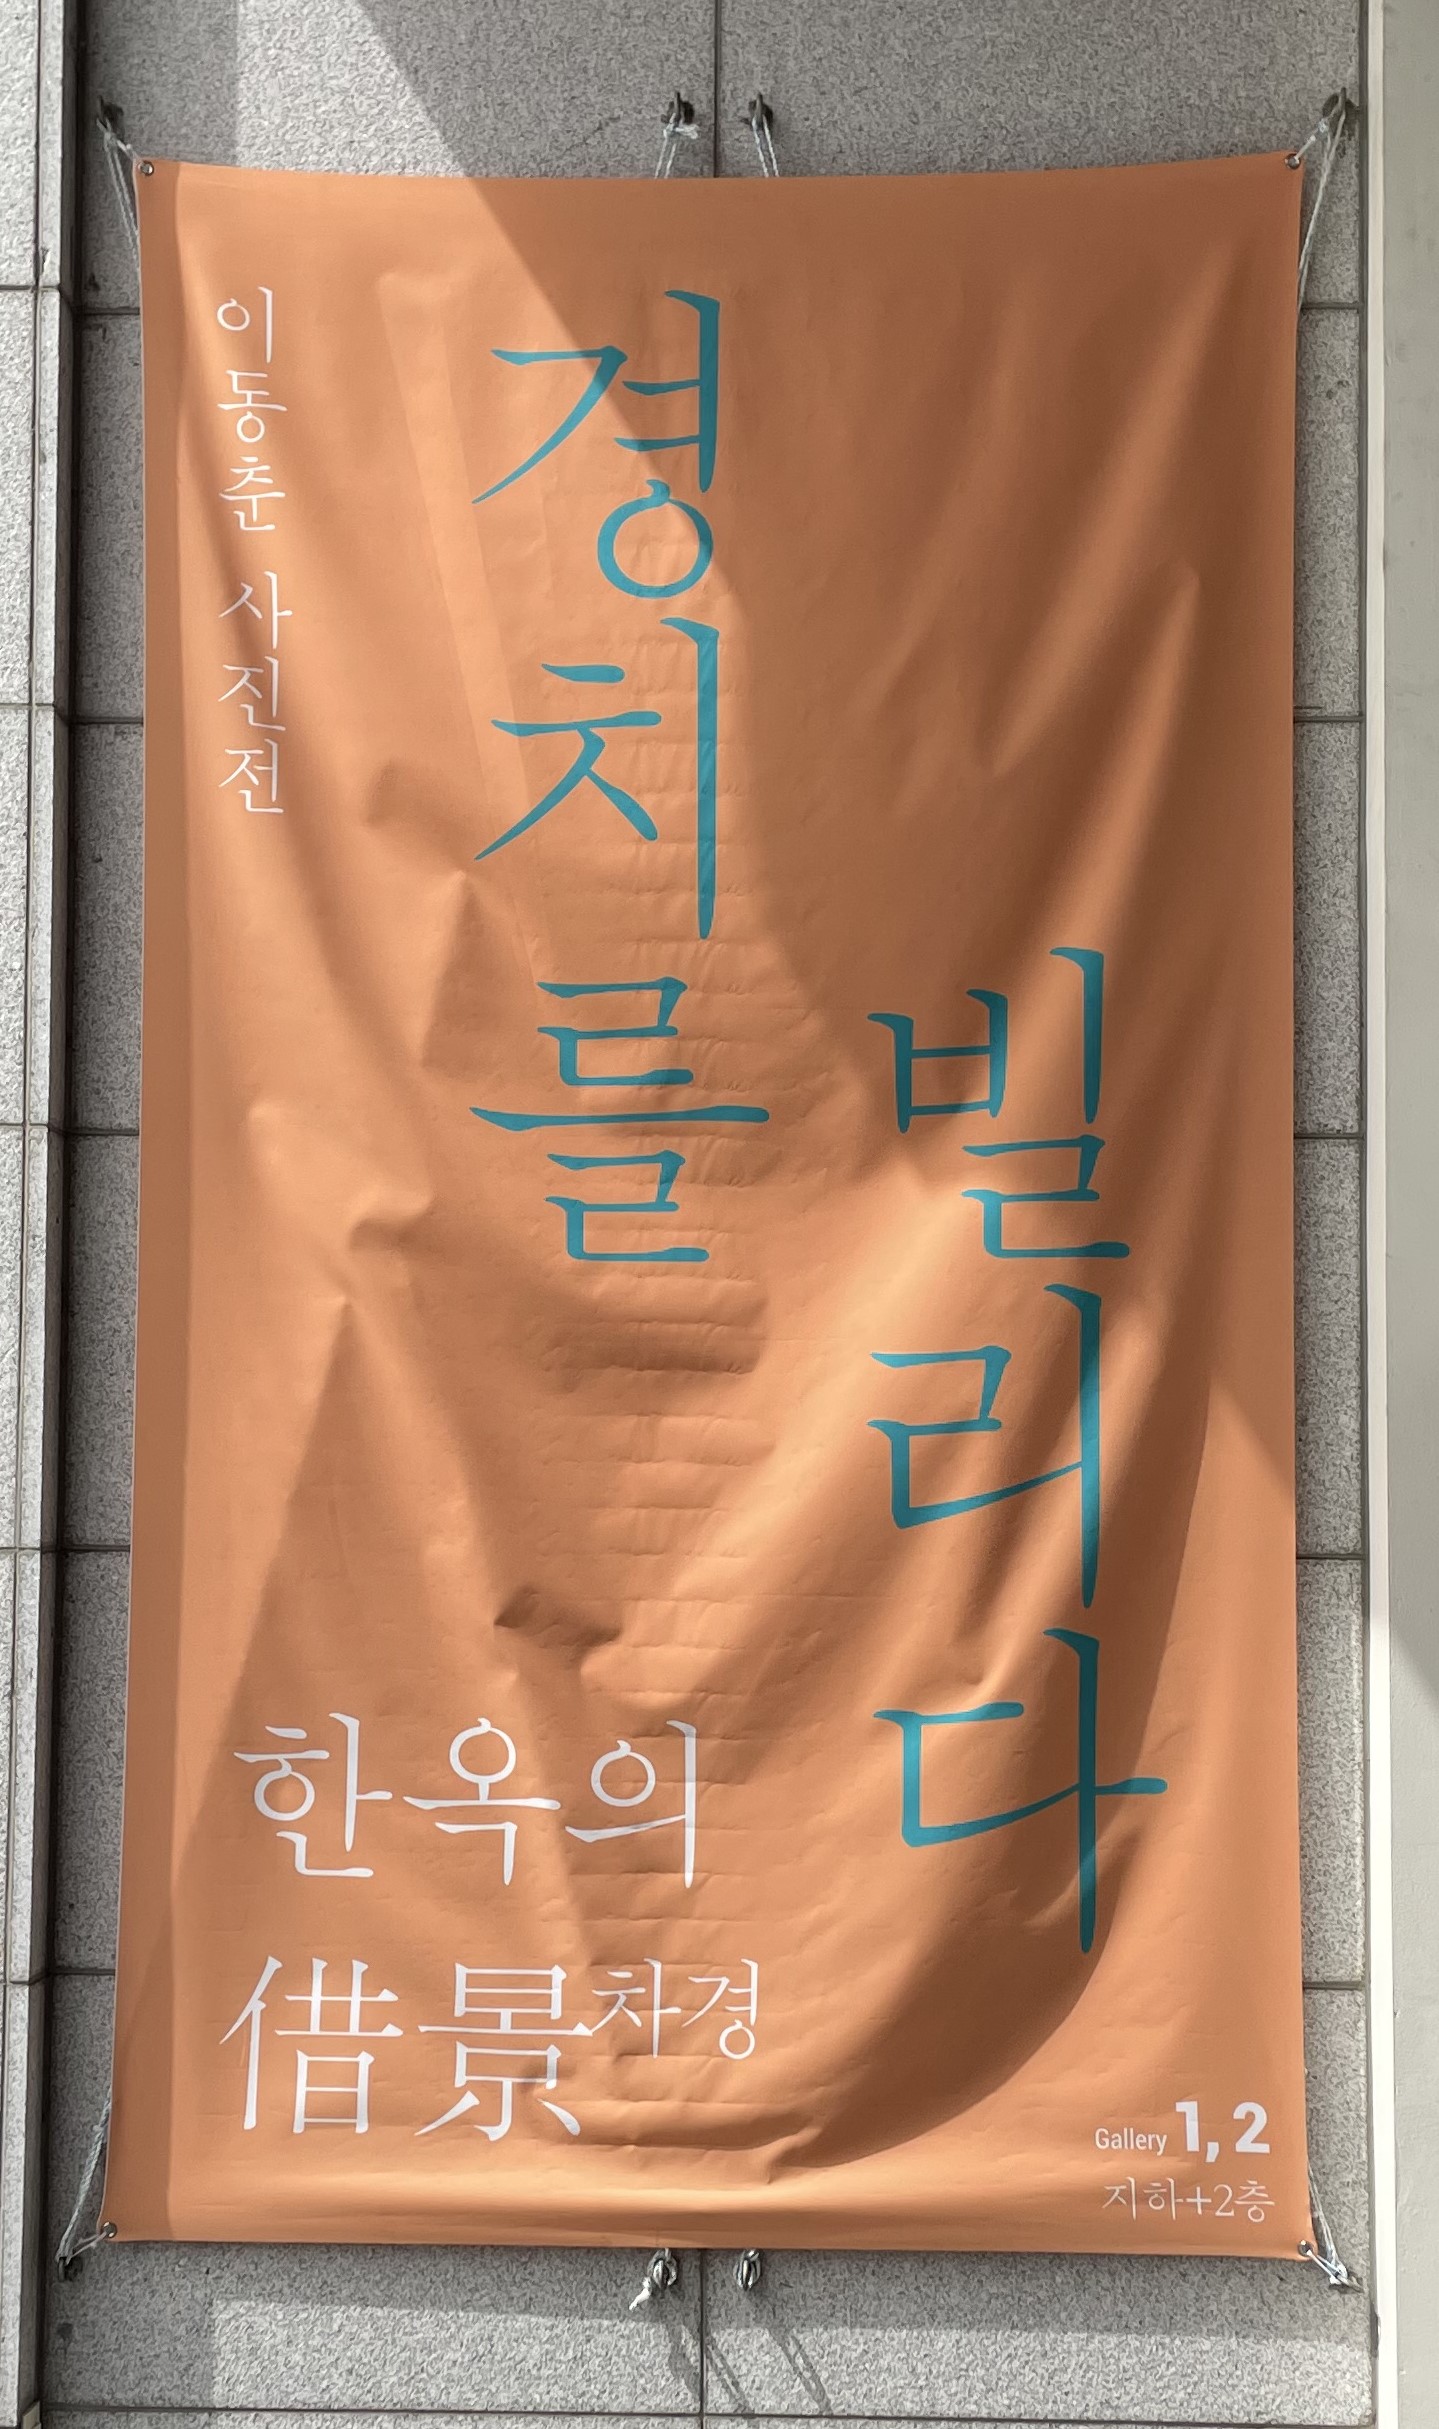 이동춘 사진전
경치를
빌리다
한옥의
借景차경
Gallery 1, 2
지하+2층